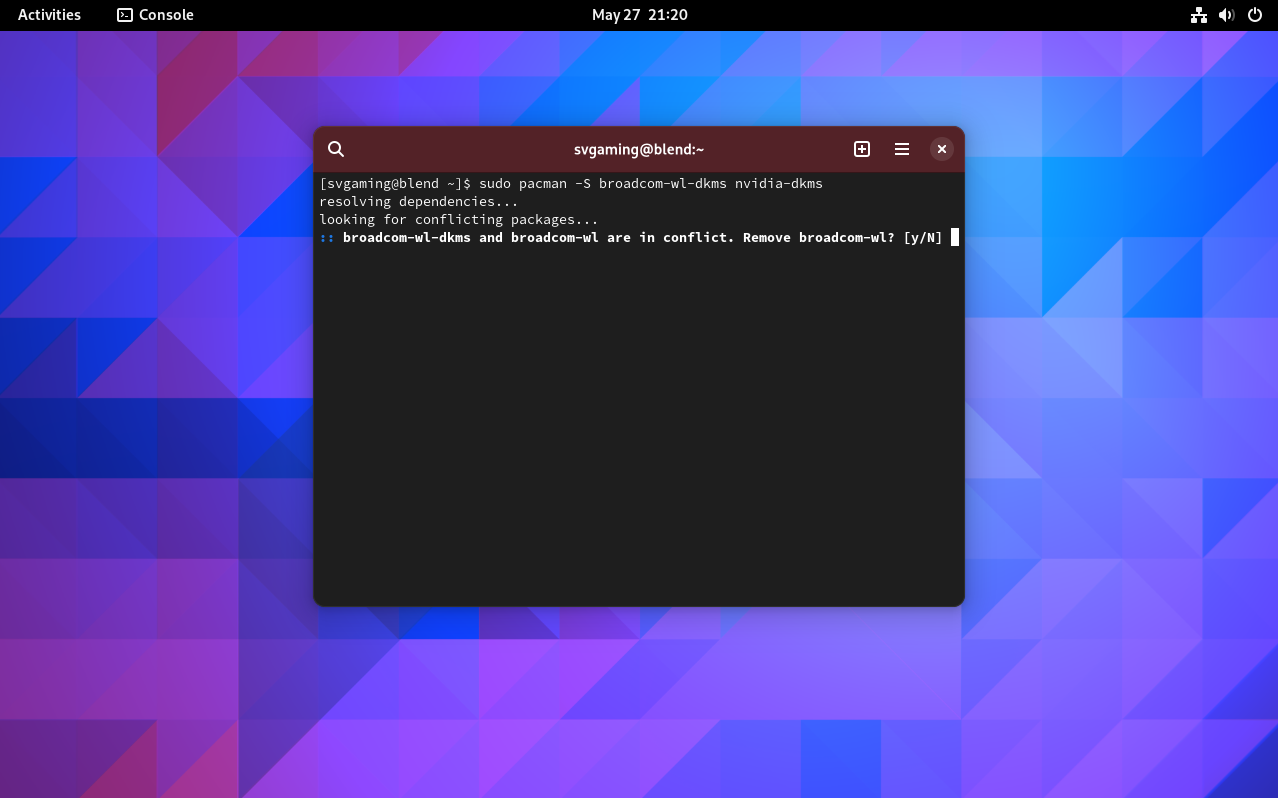 Activities
Console
May 27 21:20
svgaming@blend:~
[svgaming@blend ~]$ sudo pacman -S broadcom-wl-dkms nvidia-dkms
resolving dependencies...
looking for conflicting packages...
:: broadcom-wl-dkms and broadcom-wl are in conflict. Remove broadcom-wl? [y/N]